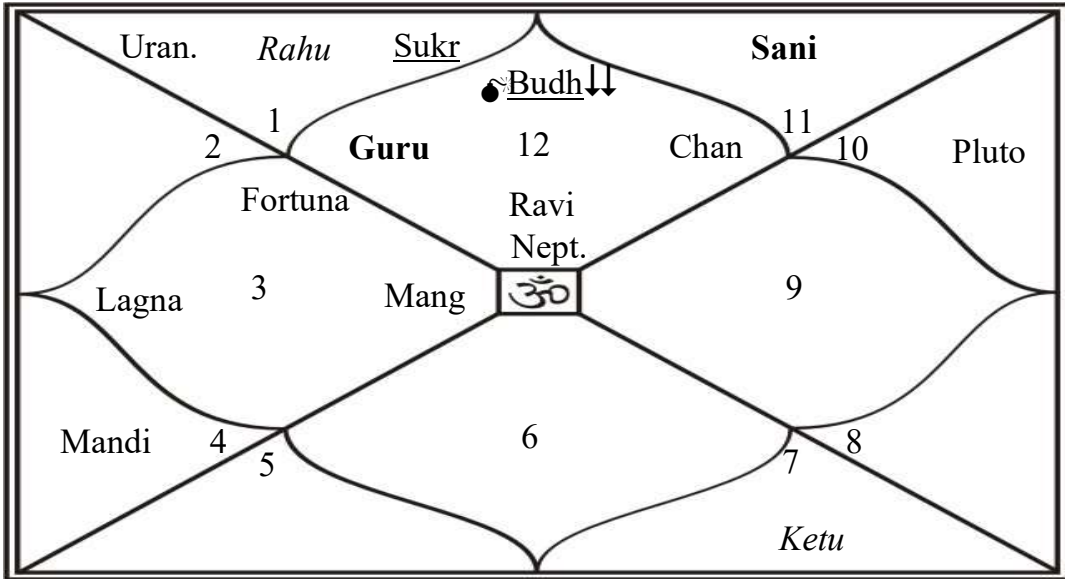 Uran. Rahu Sukr Sani
Budh↓↓
1 11
2 Guru 12 Chan 10 Pluto
Fortuna Ravi
Nept.
Lagna 3 Mang ॐ 9
Mandi 4 6 8
5 7
Ketu